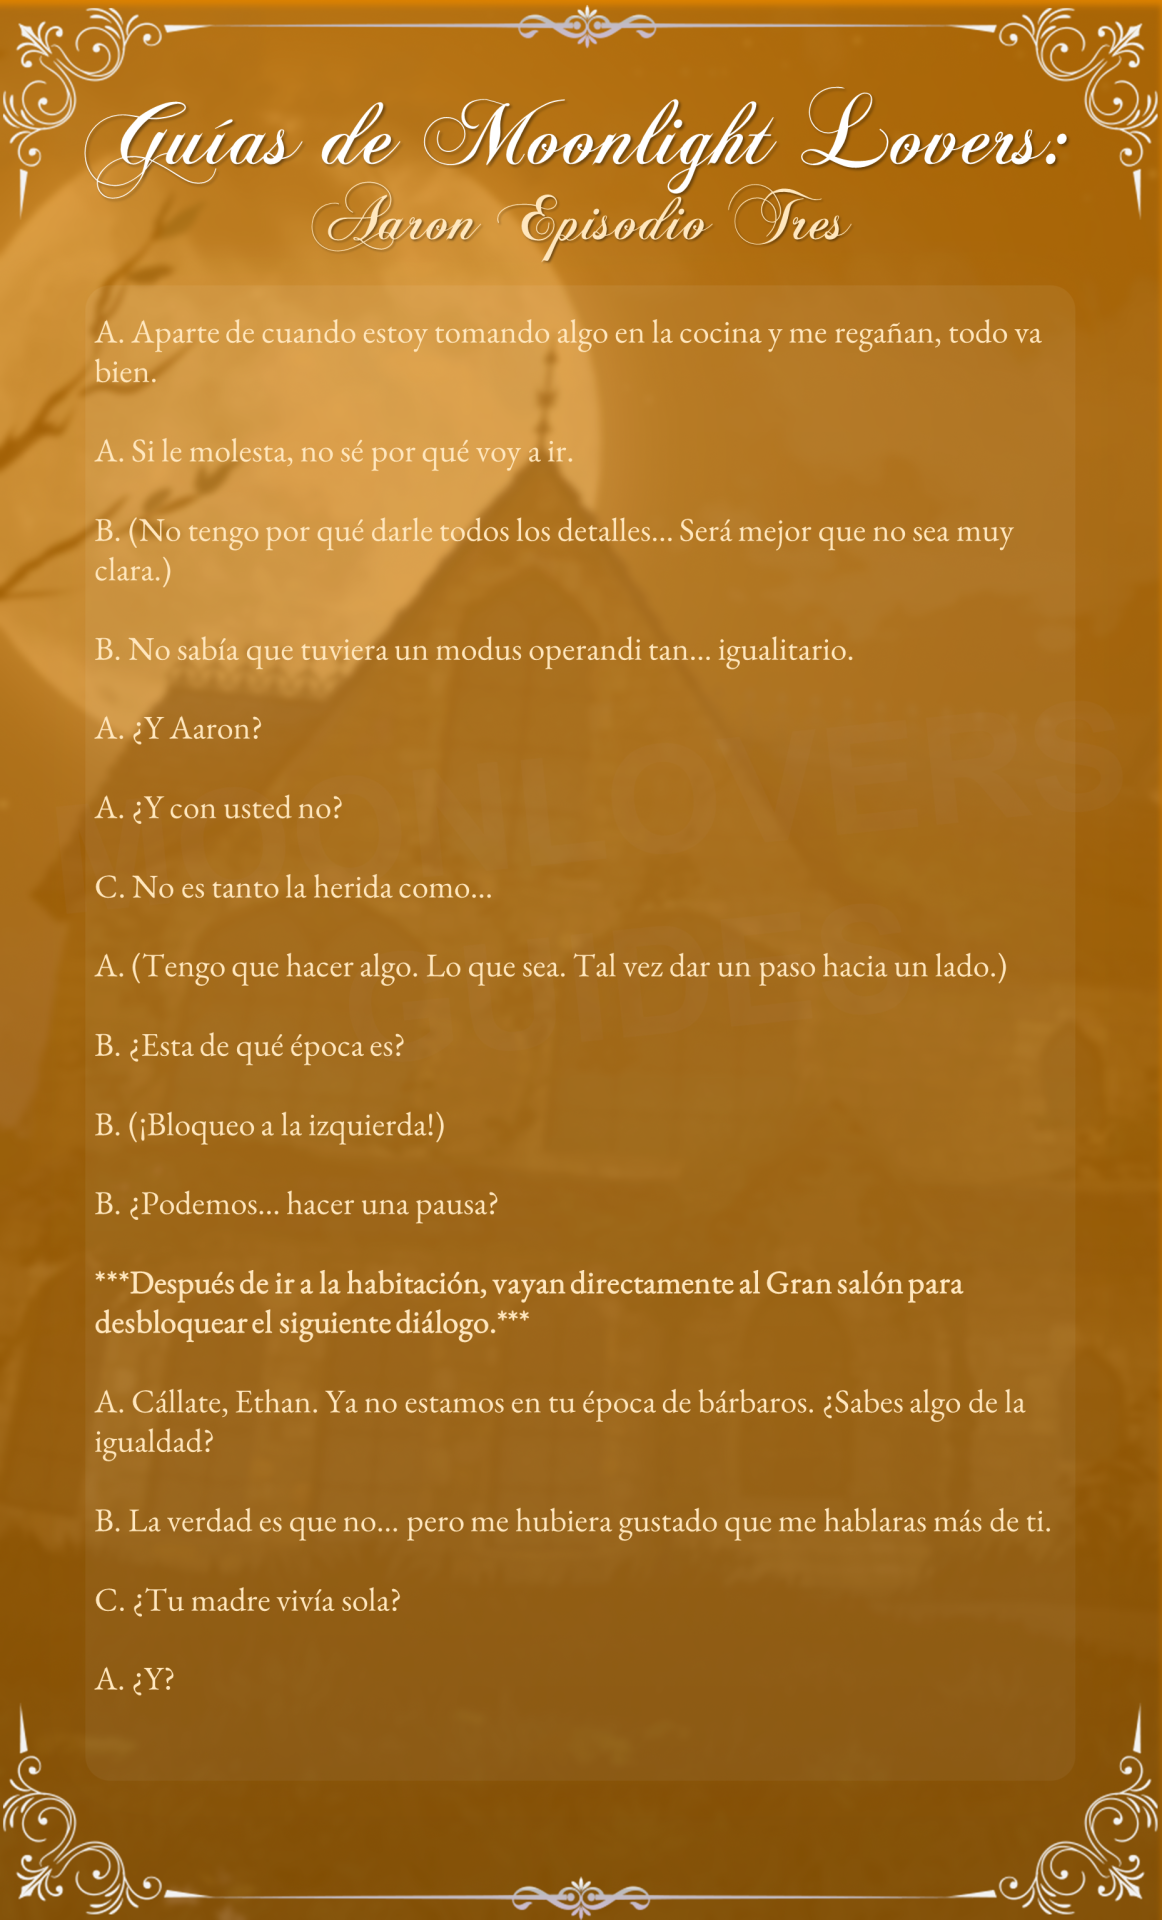 Guías de Moonlight Lovers:
Aaron Episodio Tres
A. Aparte de cuando estoy tomando algo en la cocina y me regañan, todo va
bien.
A. Si le molesta, no sé por qué voy a ir.
B. (No tengo por qué darle todos los detalles... Será mejor que no sea muy
clara.)
B. No sabía que tuviera un modus operandi tan... igualitario.
A. ¿Y Aaron?
A. ¿Y con usted no?
C. No es tanto la herida como...
A. (Tengo que hacer algo. Lo que sea. Tal vez dar un paso hacia un lado.)
B. ¿Esta de qué época es?
B. (¡Bloqueo a la izquierda!)
B. ¿Podemos... hacer una pausa?
***Después de ir a la habitación, vayan directamente al Gran salón para
desbloquear el siguiente diálogo.***
A. Cállate, Ethan. Ya no estamos en tu época de bárbaros. ¿Sabes algo de la
igualdad?
B. La verdad es que no... pero me hubiera gustado que me hablaras más de ti.
C. ¿Tu madre vivía sola?
A. ¿Y?
MOONLOVERS
GUIDES